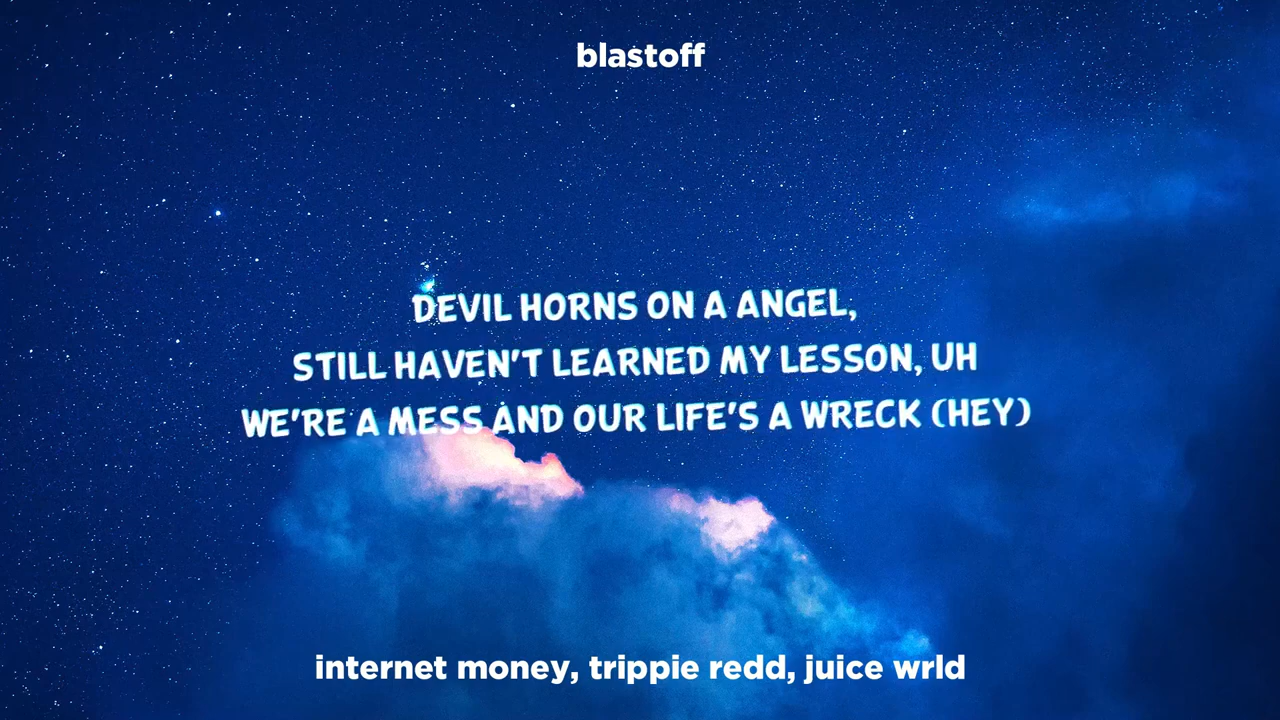 blastoff
DEVIL HORNS ON A ANGEL,
STILL HAVEN'T LEARNED MY LESSON, UH
WE'RE A MESS AND OUR LIFE'S A WRECK (HEY)
internet money, trippie redd, juice wrld